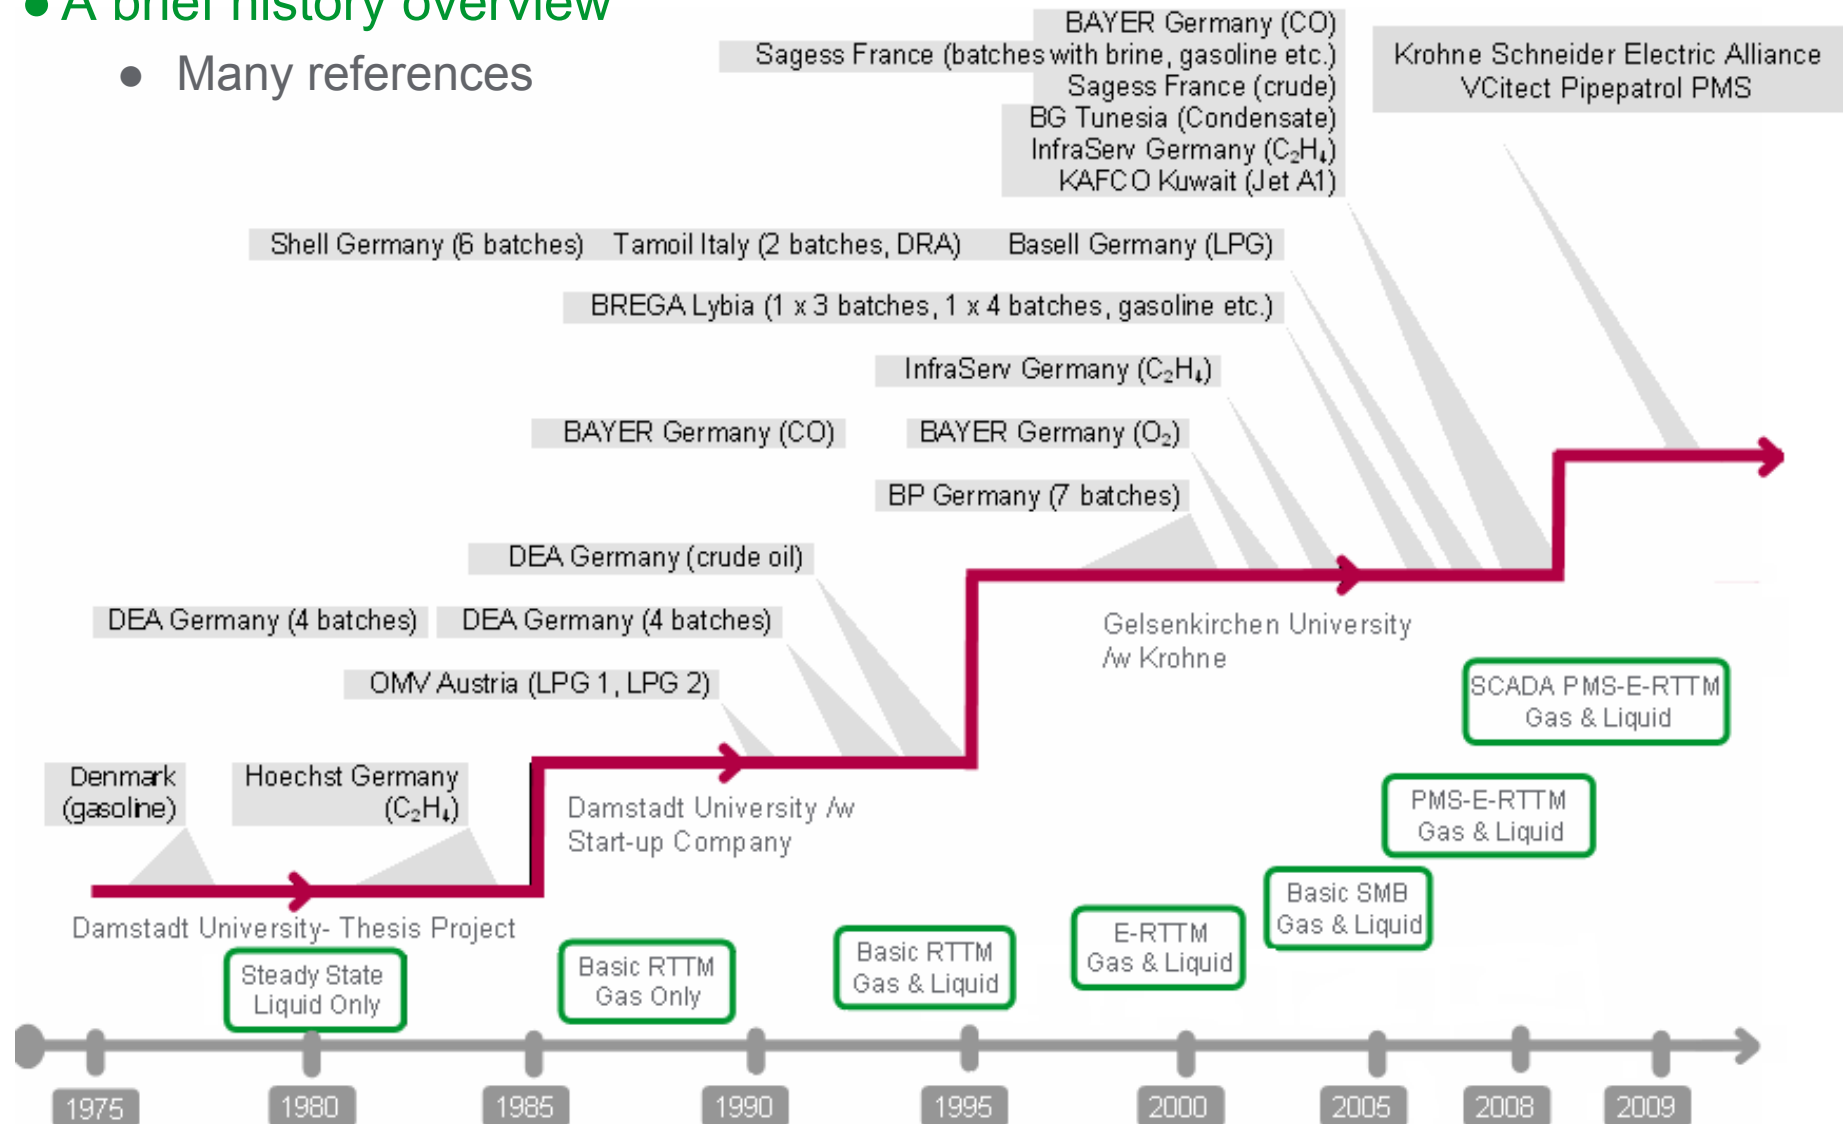 A brief history overview
Many references
BAYER Germany (CO)
Sagess France (batches with brine, gasoline etc.)
Sagess France (crude)
BG Tunesia (Condensate)
InfraServ Germany (C₂H₄)
KAFCO Kuwait (Jet A1)
Krohne Schneider Electric Alliance
VCitect Pipepatrol PMS
Shell Germany (6 batches) Tamoil Italy (2 batches, DRA) Basell Germany (LPG)
BREGA Lybia (1 x 3 batches, 1 x 4 batches, gasoline etc.)
InfraServ Germany (C₂H₄)
BAYER Germany (CO) BAYER Germany (O₂)
BP Germany (7 batches)
DEA Germany (crude oil)
DEA Germany (4 batches) DEA Germany (4 batches)
OMV Austria (LPG 1, LPG 2)
Denmark
(gasoline)
Hoechst Germany
(C₂H₄)
Damstadt University- Thesis Project
Damstadt University /w
Start-up Company
Gelsenkirchen University
/w Krohne
SCADA PMS-E-RTTM
Gas & Liquid
PMS-E-RTTM
Gas & Liquid
Basic SMB
Gas & Liquid
E-RTTM
Gas & Liquid
Basic RTTM
Gas & Liquid
Basic RTTM
Gas Only
Steady State
Liquid Only
1975 1980 1985 1990 1995 2000 2005 2008 2009